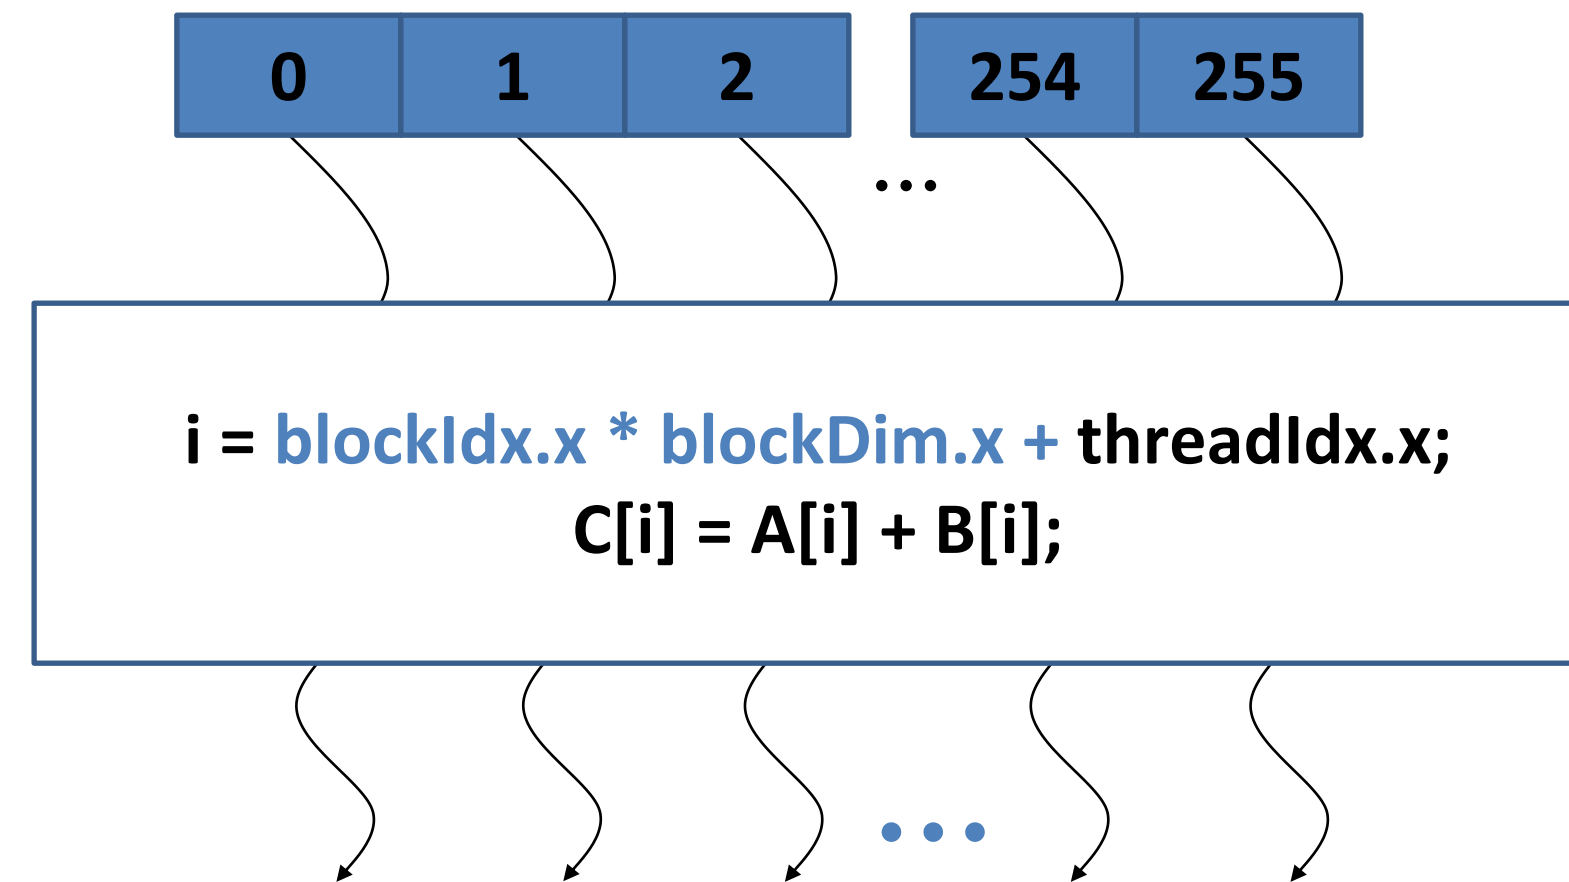 0 1 2 254 255
...
i = blockIdx.x * blockDim.x + threadIdx.x;
C[i] = A[i] + B[i];
...